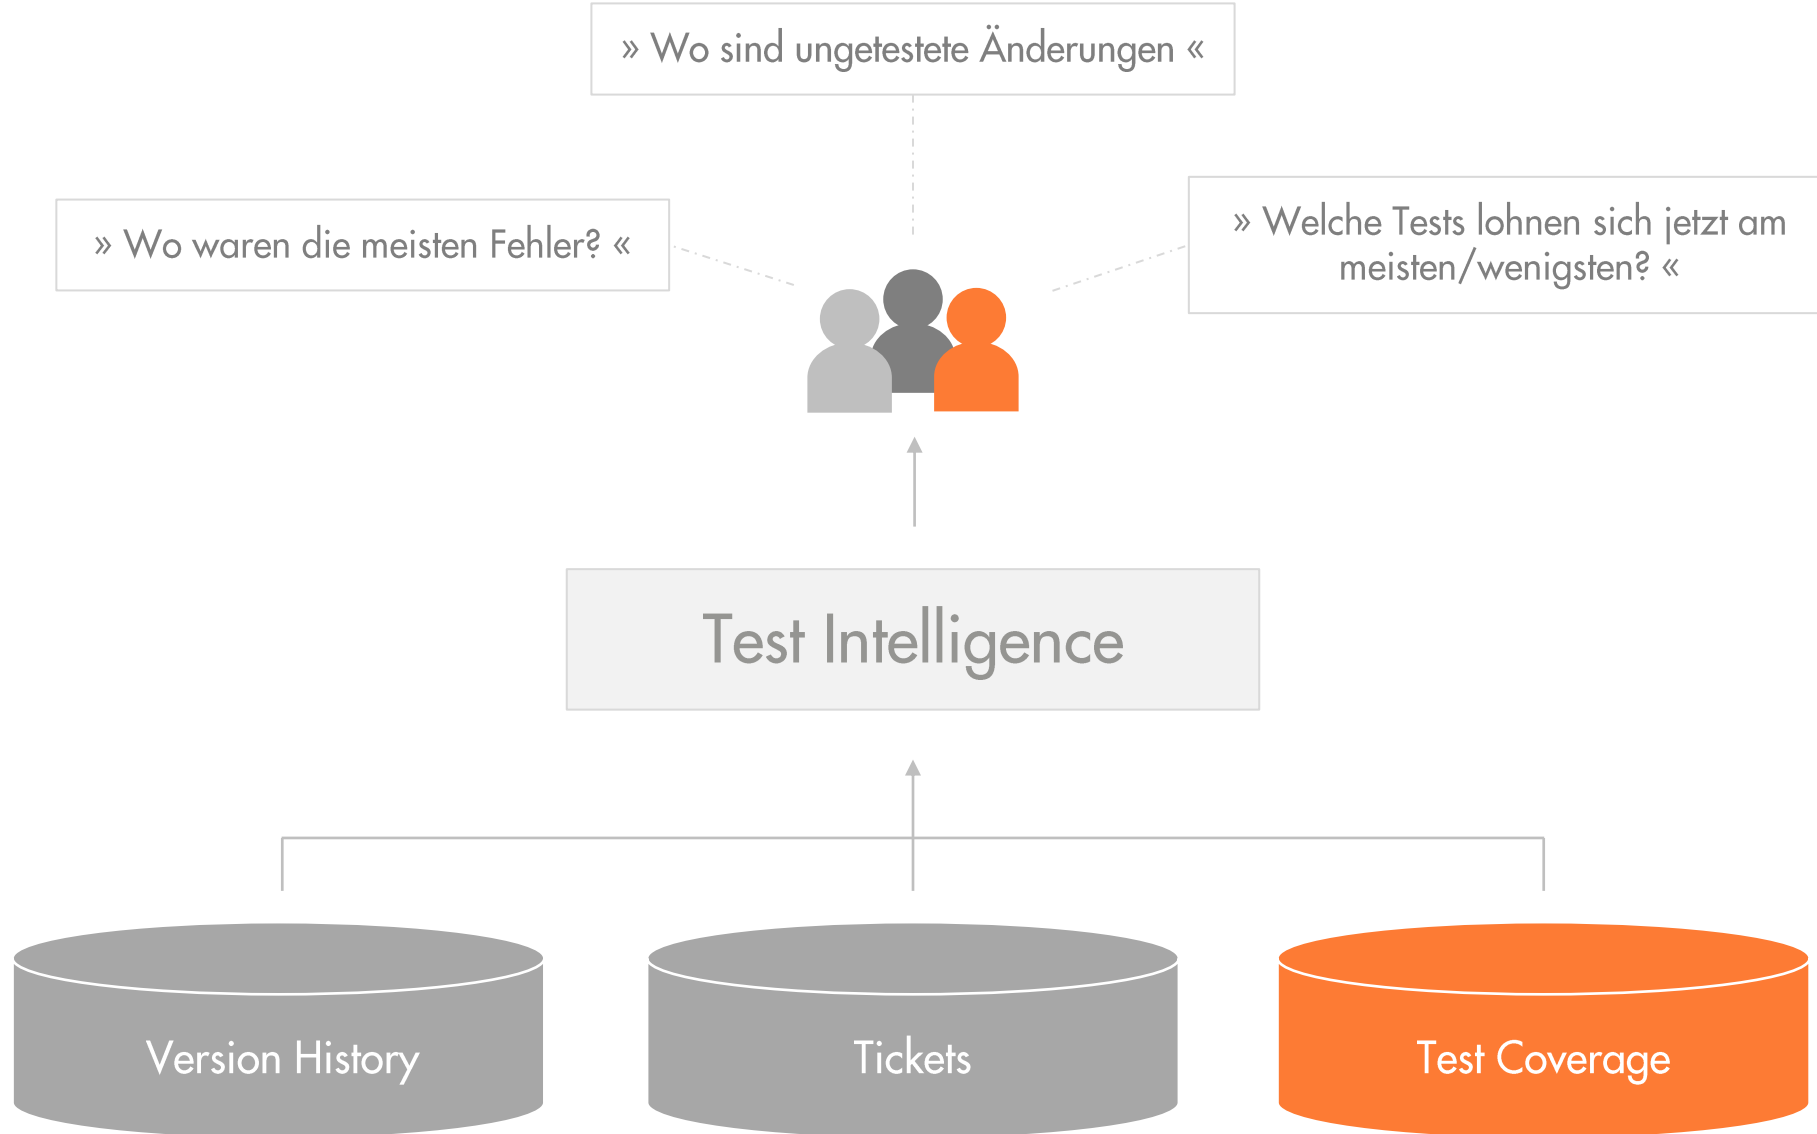 » Wo sind ungetestete Änderungen «
» Wo waren die meisten Fehler? «
» Welche Tests lohnen sich jetzt am
meisten/wenigsten? «
Test Intelligence
Version History
Tickets
Test Coverage